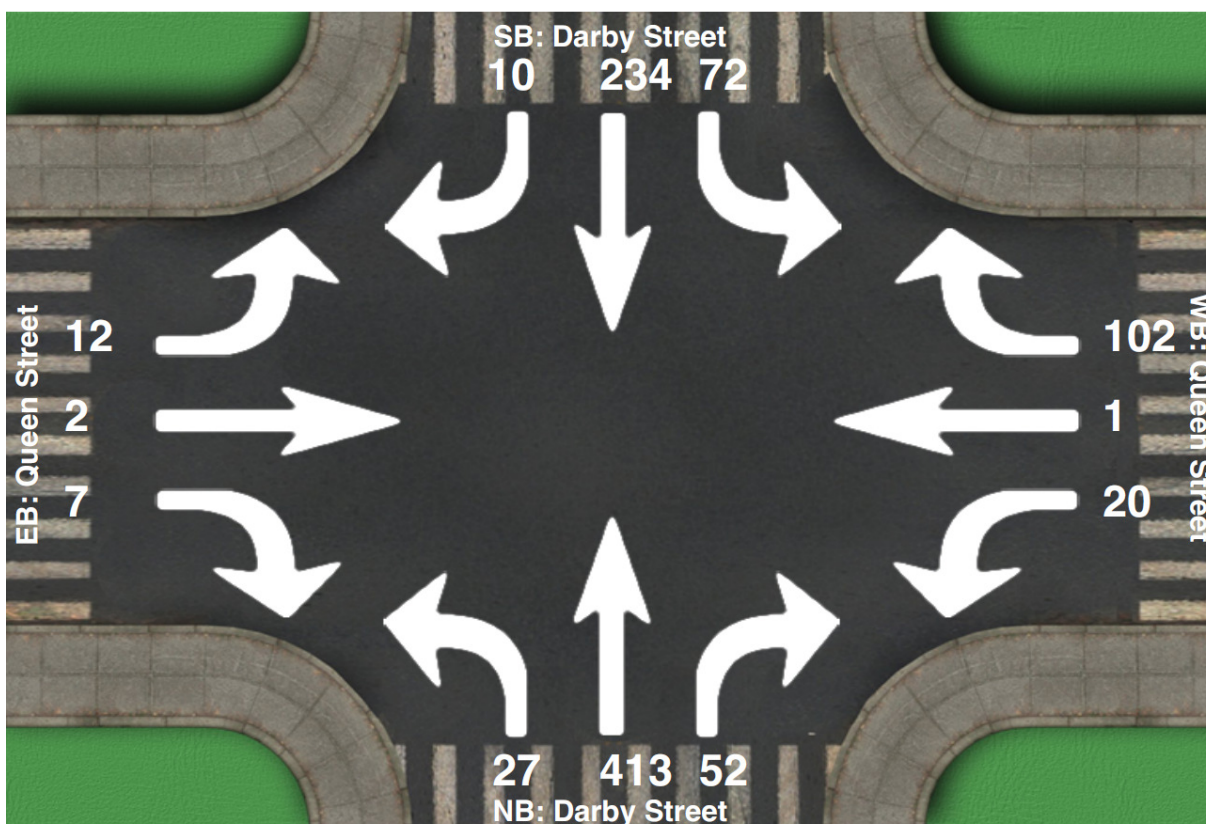 SB: Darby Street
10 234 72
12
2
7
EB: Queen Street
102
1
20
WB: Queen Street
27 413 52
NB: Darby Street